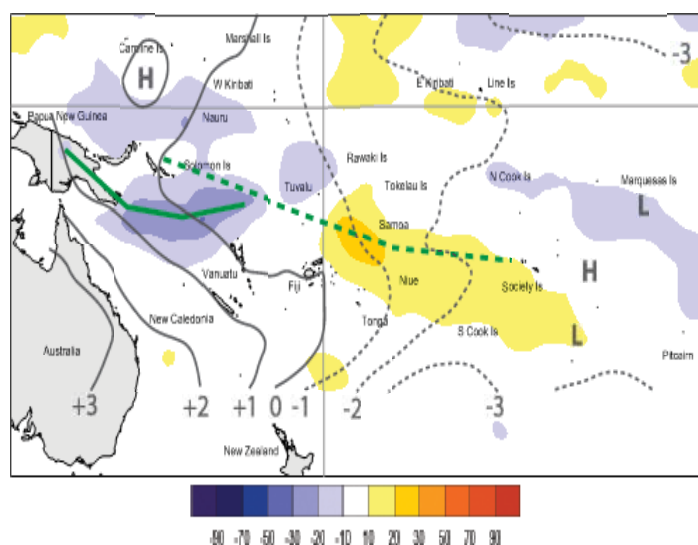 Marshall Is
Caroline Is
H
-3
W Kiribati
E Kiribati
Line Is
Papua New Guinea
Nauru
Solomon Is
Rawaki Is
Tuvalu
Tokelau Is
N Cook Is
Marquesas Is
L
Samoa
Vanuatu
Fiji
Niue
H
Society Is
New Caledonia
Tonga
S Cook Is
L
Australia
Pitcairn
+3
+2
+1
0
-1
-2
-3
New Zealand
-90 -70 -50 -30 -20 -10 10 20 30 50 70 90